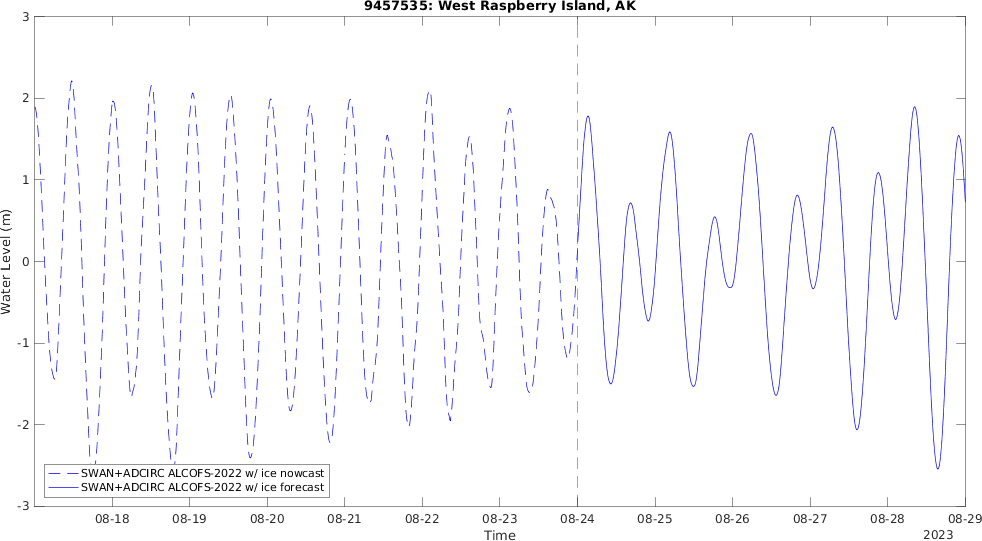 9457535: West Raspberry Island, AK
3
2
1
0
-1
-2
-3
Water Level (m)
SWAN+ADCIRC ALCOFS-2022 w/ ice nowcast
SWAN+ADCIRC ALCOFS-2022 w/ ice forecast
08-18 08-19 08-20 08-21 08-22 08-23 08-24 08-25 08-26 08-27 08-28 08-29
Time
2023